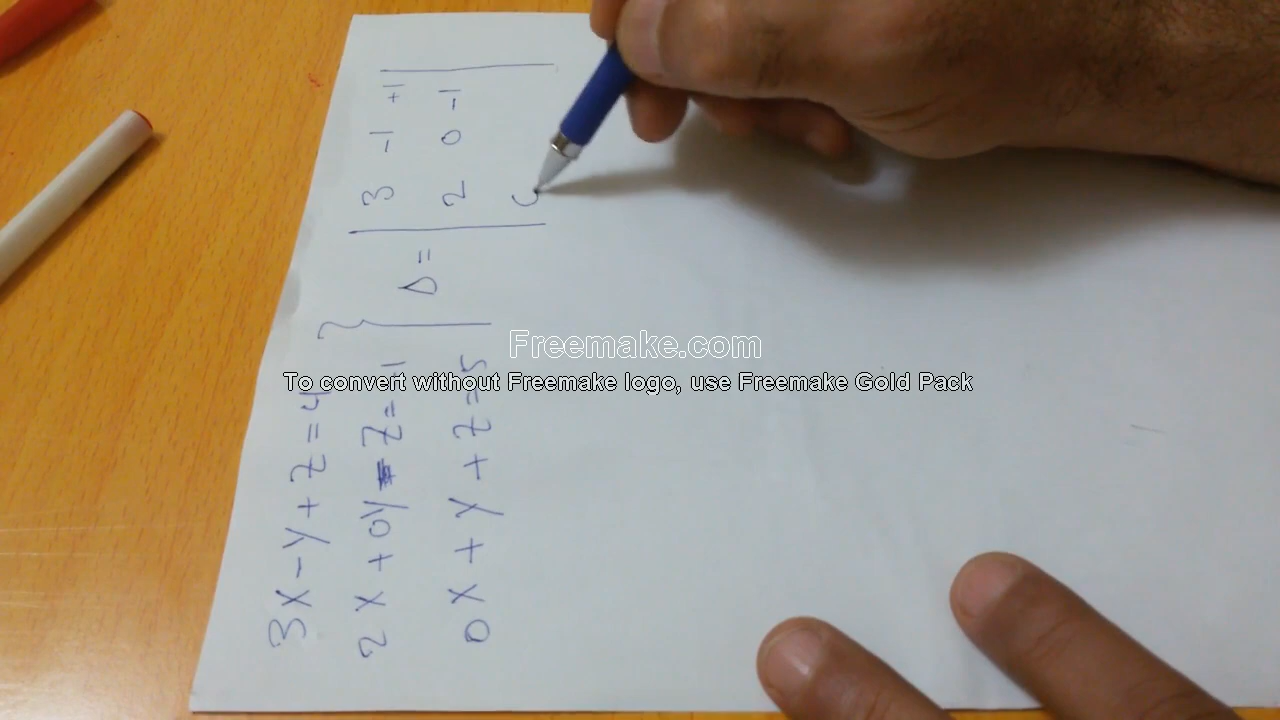 3x - y + z = 4
2x + 0y - z = -1
0x + y + z = 5
Δ =
3 -1 +1
2 0 -1
Freemake.com
To convert without Freemake logo, use Freemake Gold Pack